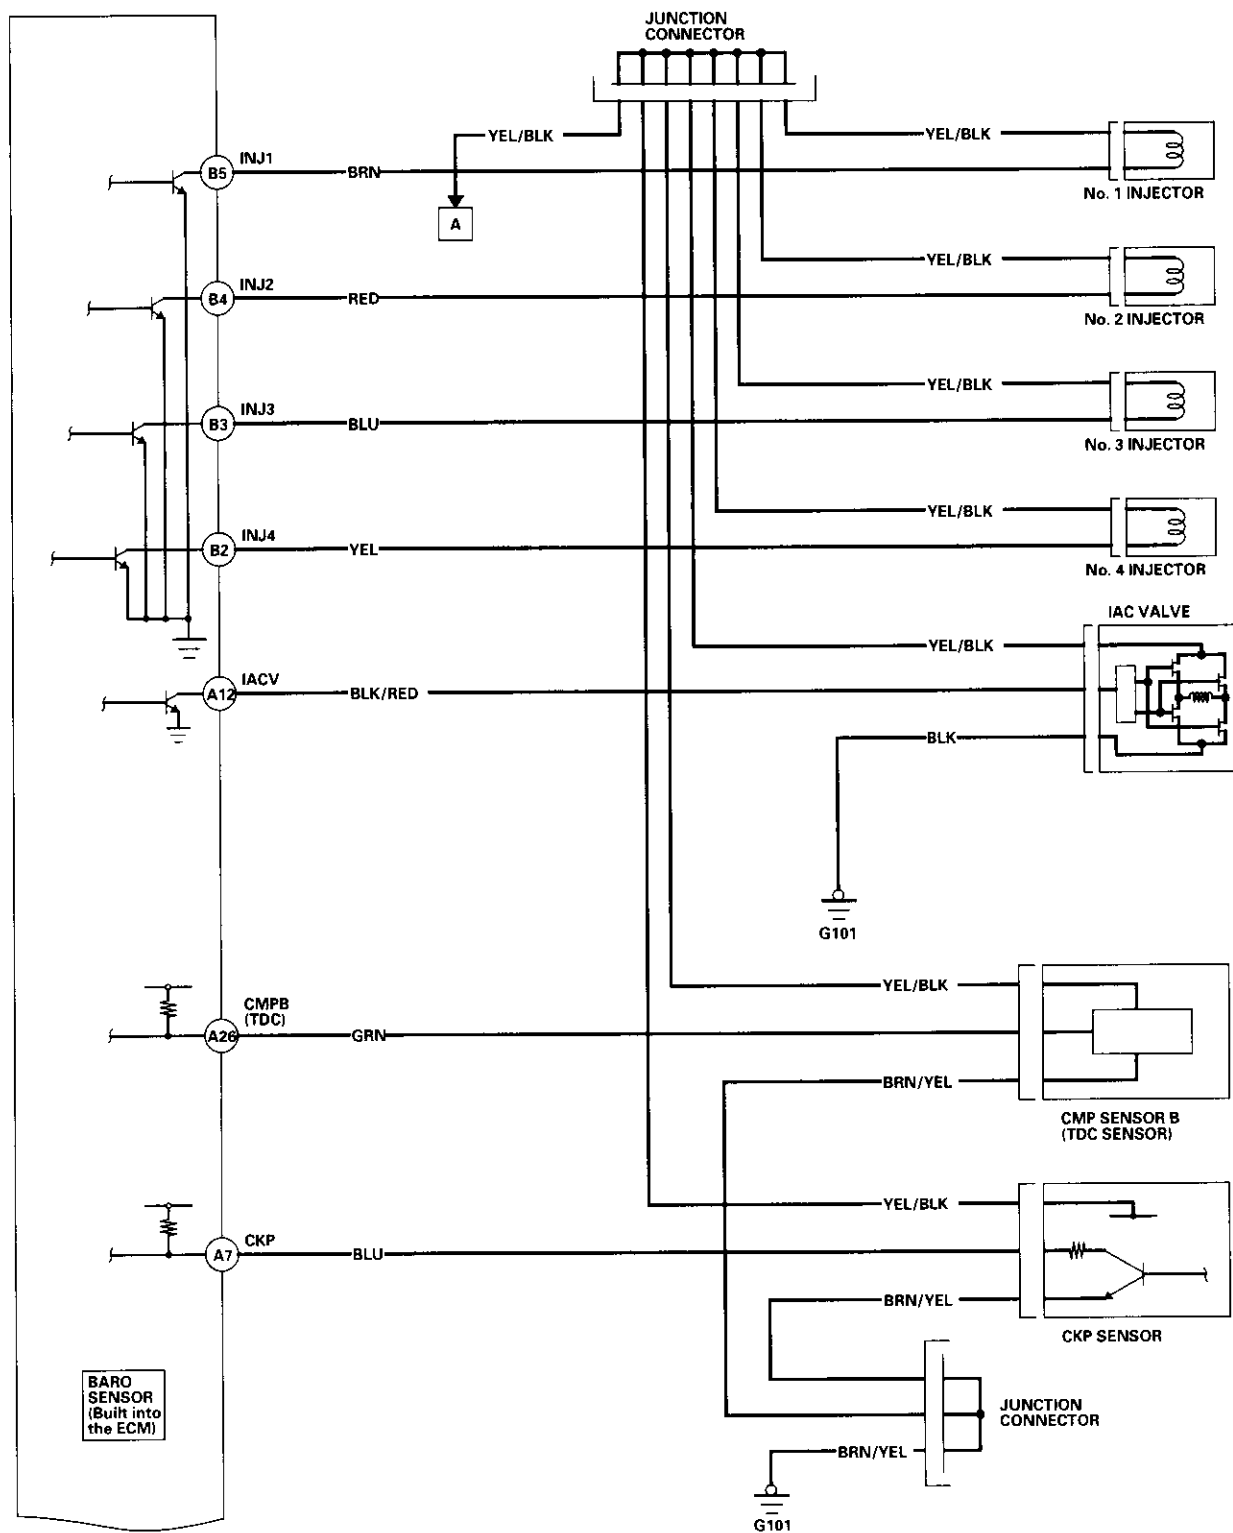 JUNCTION
CONNECTOR
YEL/BLK
YEL/BLK
INJ1
B5
BRN
A
No. 1 INJECTOR
YEL/BLK
INJ2
B4
RED
No. 2 INJECTOR
YEL/BLK
INJ3
B3
BLU
No. 3 INJECTOR
YEL/BLK
INJ4
B2
YEL
No. 4 INJECTOR
IAC VALVE
YEL/BLK
IACV
A12
BLK/RED
BLK
G101
YEL/BLK
CMPB
(TDC)
A26
GRN
BRN/YEL
CMP SENSOR B
(TDC SENSOR)
YEL/BLK
CKP
A7
BLU
BRN/YEL
CKP SENSOR
BARO
SENSOR
(Built into
the ECM)
JUNCTION
CONNECTOR
BRN/YEL
G101